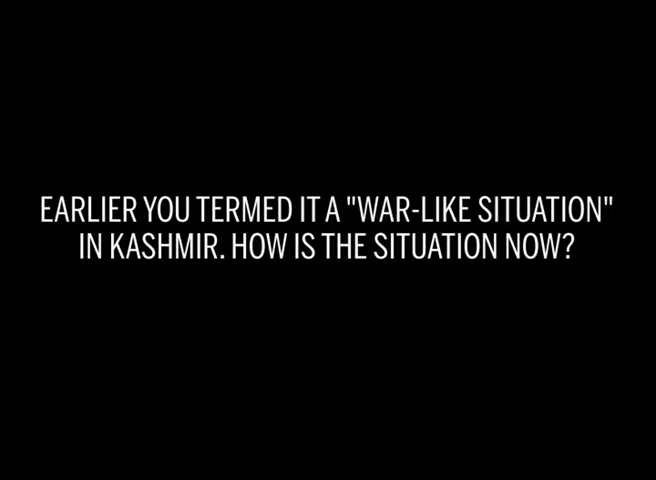 EARLIER YOU TERMED IT A "WAR-LIKE SITUATION"
IN KASHMIR. HOW IS THE SITUATION NOW?